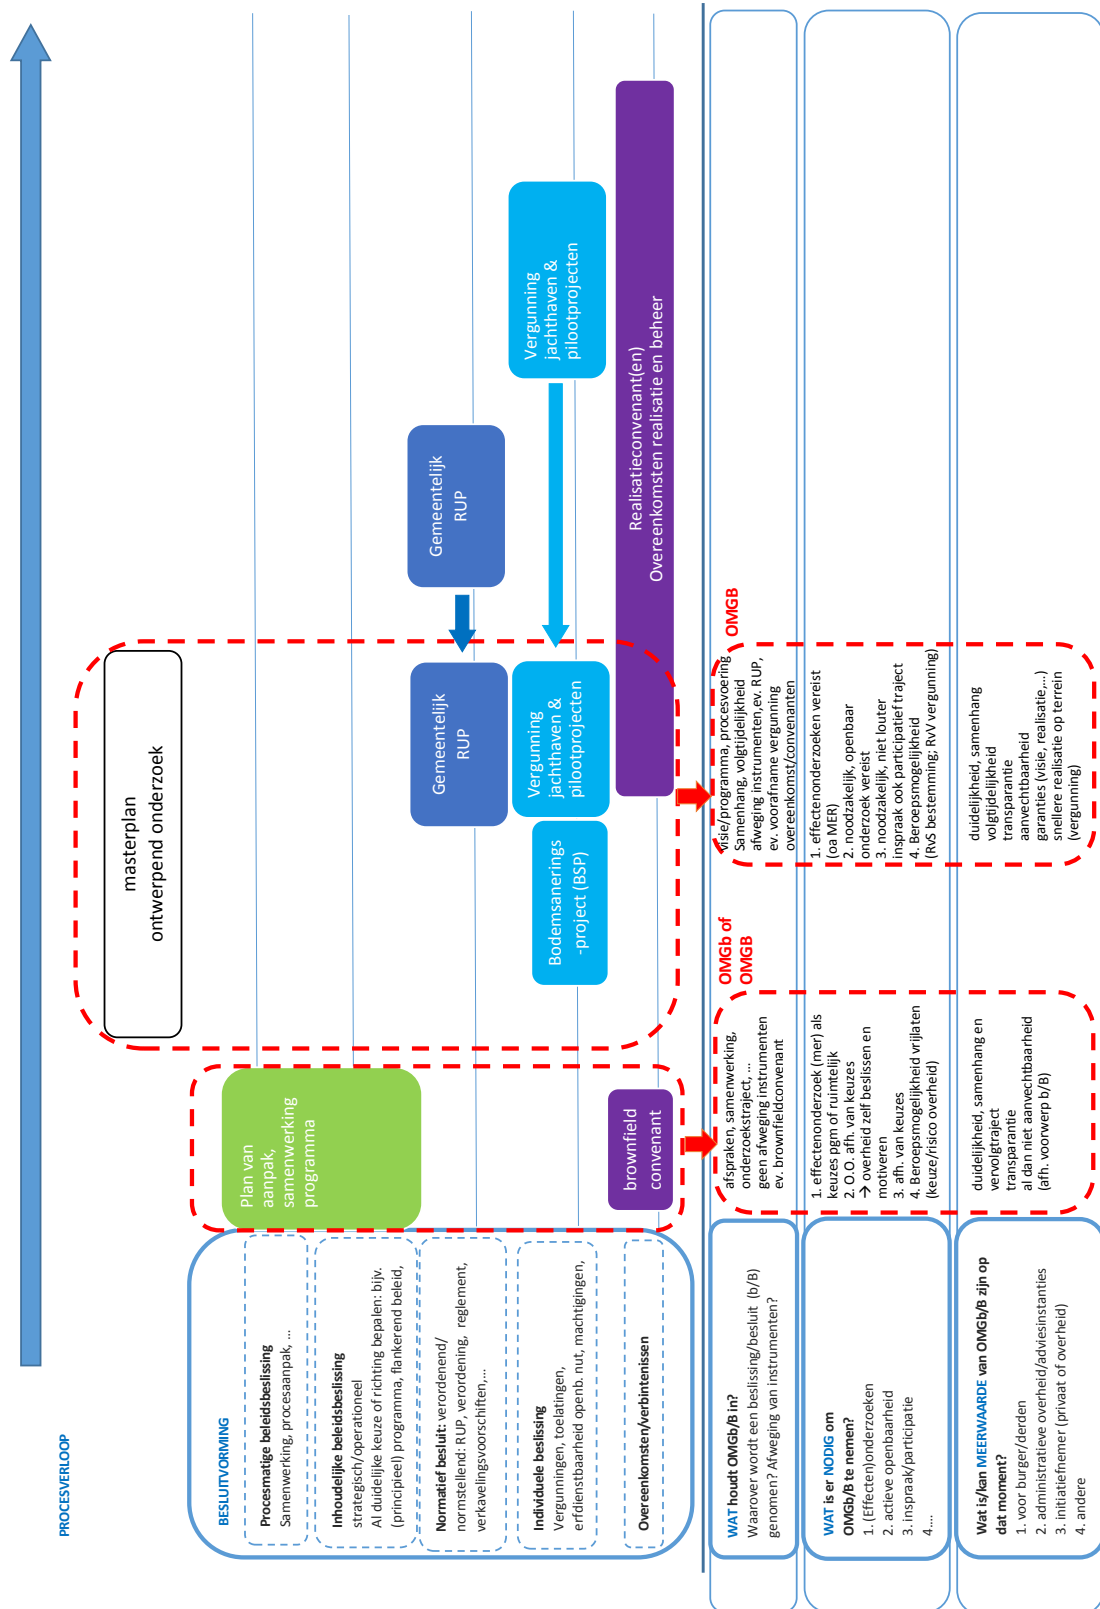 PROCESVERLOOP
masterplan
ontwerpend onderzoek
BESLUITVORMING
Procesmatige beleidsbeslissing
Samenwerking, procesaanpak, ...
Inhoudelijke beleidsbeslissing
strategisch/operationeel
Al duidelijke keuze of richting bepalen: bijv.
(principieel) programma, flankerend beleid,
Normatief besluit: verordenend/
normstellend: RUP, verordening, reglement,
verkavelingsvoorschriften,...
Individuele beslissing
Vergunningen, toelatingen,
erfdienstbaarheid openb. nut, machtigingen,
Overeenkomsten/verbintenissen
Plan van
aanpak,
samenwerking
programma
brownfield
convenant
Gemeentelijk
RUP
Gemeentelijk
RUP
Bodemsanerings
-project (BSP)
Vergunning
jachthaven &
pilootprojecten
Vergunning
jachthaven &
pilootprojecten
Realisatieconvenant(en)
Overeenkomsten realisatie en beheer
OMGb of
OMGB
OMGB
WAT houdt OMGb/B in?
Waarover wordt een beslissing/besluit (b/B)
genomen? Afweging van instrumenten?
afspraken, samenwerking,
onderzoekstraject, ...
geen afweging instrumenten
ev. brownfieldconvenant
visie/programma, procesvoering
Samenhang, volgtijdelijkheid
afweging instrumenten,ev. RUP,
ev. voorafname vergunning
overeenkomst/convenanten
WAT is er NODIG om
OMGb/B te nemen?
1. (Effecten)onderzoeken
2. actieve openbaarheid
3. inspraak/participatie
4....
1. effectenonderzoek (mer) als
keuzes pgm of ruimtelijk
2. O.O. afh. van keuzes
→ overheid zelf beslissen en
motiveren
3. afh. van keuzes
4. Beroepsmogelijkheid vrijlaten
(keuze/risico overheid)
1. effectenonderzoeken vereist
(oa MER)
2. noodzakelijk, openbaar
onderzoek vereist
3. noodzakelijk, niet louter
inspraak ook participatief traject
4. Beroepsmogelijkheid
(RvS bestemming; RvV vergunning)
Wat is/kan MEERWAARDE van OMGb/B zijn op
dat moment?
1. voor burger/derden
2. administratieve overheid/adviesinstanties
3. initiatiefnemer (privaat of overheid)
4. andere
duidelijkheid, samenhang en
vervolgtraject
transparantie
al dan niet aanvechtbaarheid
(afh. voorwerp b/B)
duidelijkheid, samenhang
volgtijdelijkheid
transparantie
aanvechtbaarheid
garanties (visie, realisatie,...)
snellere realisatie op terrein
(vergunning)